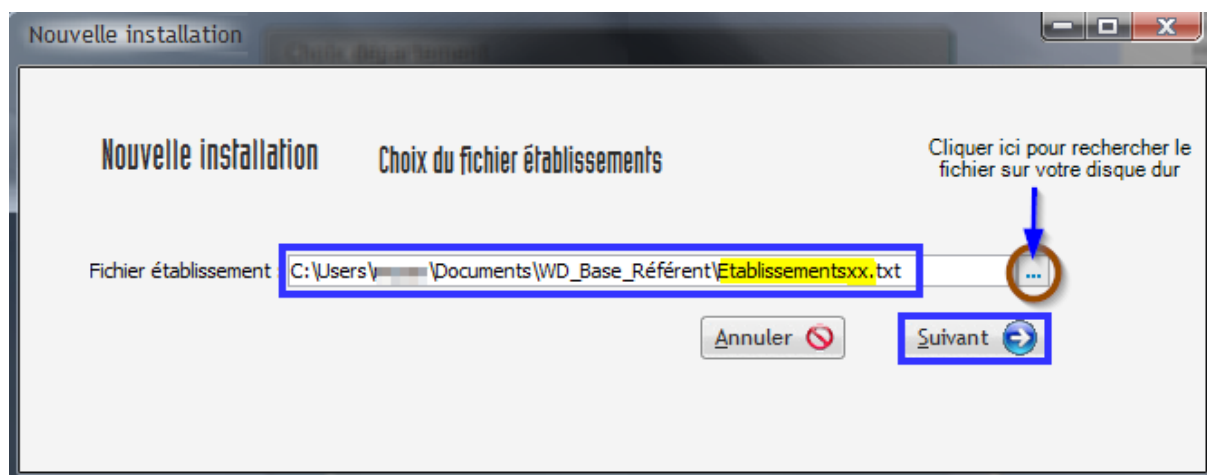 Nouvelle installation
Nouvelle installation
Choix du fichier établissements
Cliquer ici pour rechercher le
fichier sur votre disque dur
Fichier établissement : C:\Users\ \Documents\WD_Base_Référent\Etablissementsxx.txt ...
Annuler
Suivant